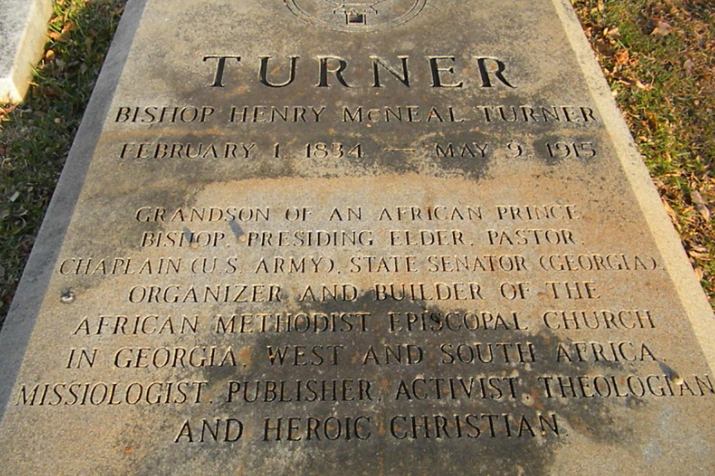 TURNER
BISHOP HENRY McNEAL TURNER
FEBRUARY 1, 1834 — MAY 9, 1915
GRANDSON OF AN AFRICAN PRINCE
BISHOP, PRESIDING ELDER, PASTOR,
CHAPLAIN (U.S. ARMY), STATE SENATOR (GEORGIA),
ORGANIZER AND BUILDER OF THE
AFRICAN METHODIST EPISCOPAL CHURCH
IN GEORGIA, WEST AND SOUTH AFRICA,
MISSIOLOGIST, PUBLISHER, ACTIVIST, THEOLOGIAN
AND HEROIC CHRISTIAN.